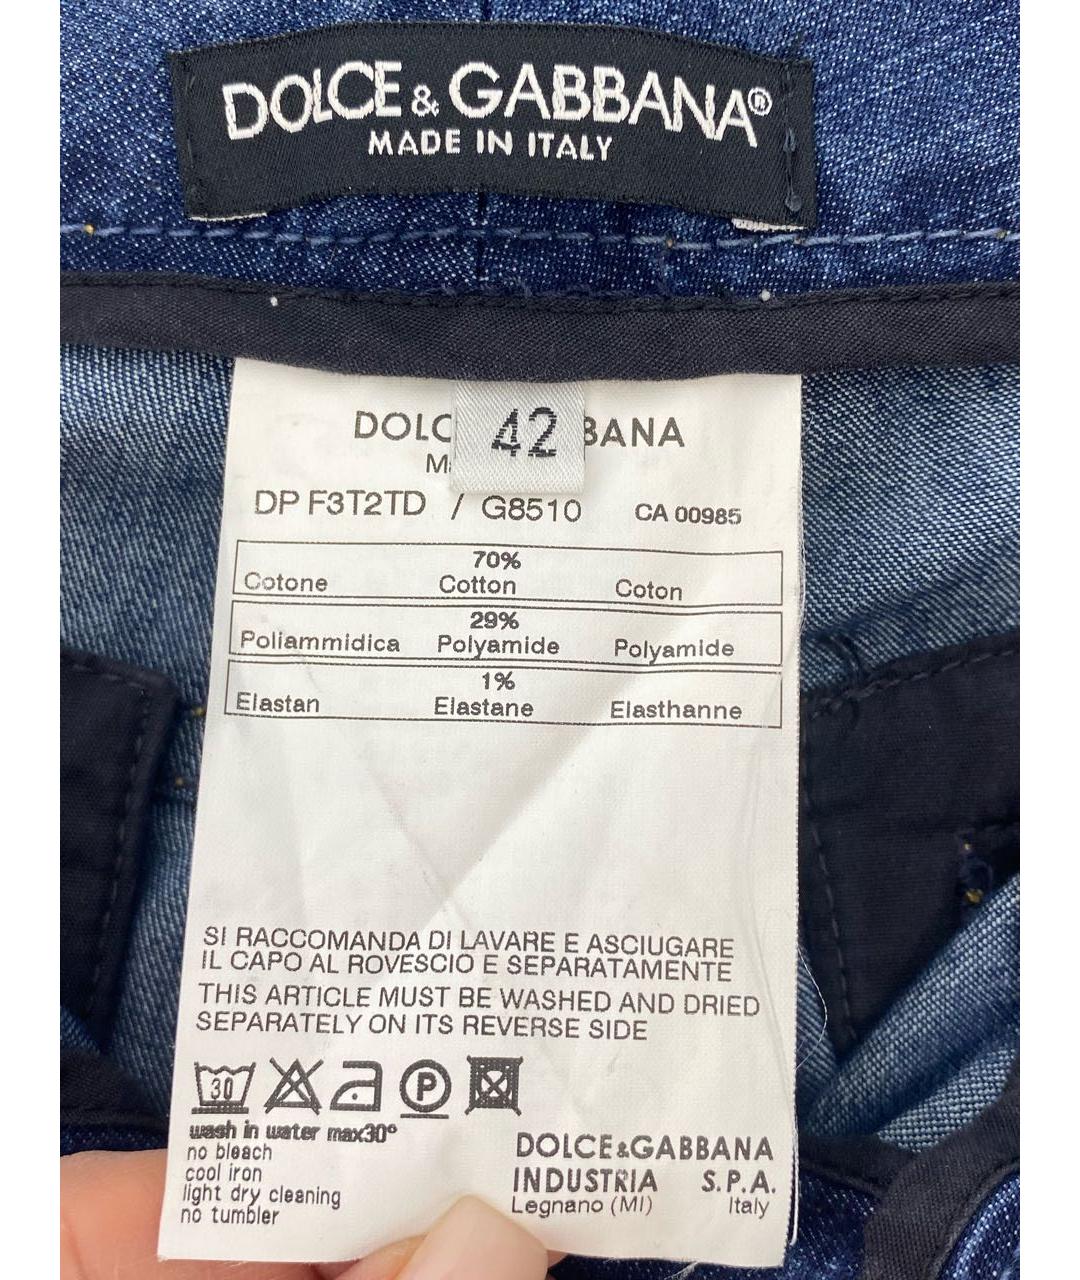 DOLCE & GABBANA®
MADE IN ITALY
42
DP F3T2TD / G8510 CA 00985
70%
Cotone Cotton Coton
29%
Poliammidica Polyamide Polyamide
1%
Elastan Elastane Elasthanne
SI RACCOMANDA DI LAVARE E ASCIUGARE
IL CAPO AL ROVESCIO E SEPARATAMENTE
THIS ARTICLE MUST BE WASHED AND DRIED
SEPARATELY ON ITS REVERSE SIDE
30 P
wash in water max30°
no bleach
cool iron
light dry cleaning
no tumbler
DOLCE&GABBANA
INDUSTRIA S.P.A.
Legnano (MI) Italy